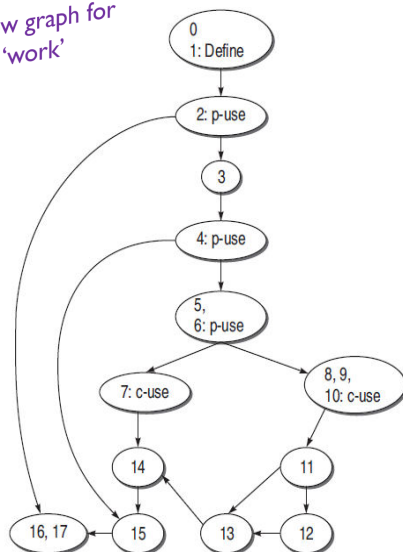 w graph for
‘work’
0
1: Define
2: p-use
3
4: p-use
5,
6: p-use
7: c-use
8, 9,
10: c-use
14
11
16, 17
15
13
12